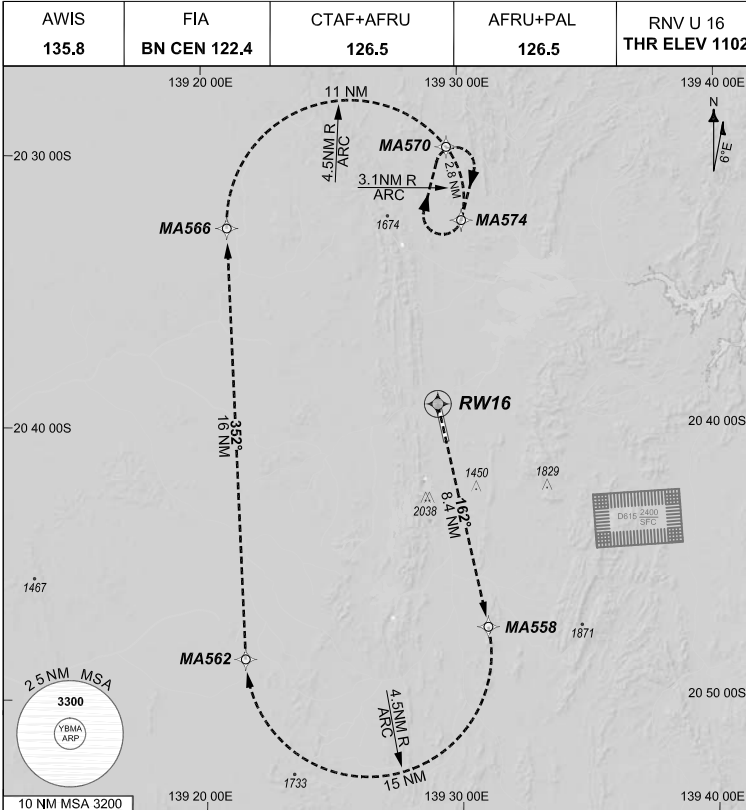 AWIS
135.8
FIA
BN CEN 122.4
CTAF+AFRU
126.5
AFRU+PAL
126.5
RNV U 16
THR ELEV 1102
139 20 00E
139 30 00E
139 40 00E
11 NM
N
6°E
4.5NM R
ARC
MA570
20 30 00S
2.8 NM
3.1NM R
ARC
20 30 00S
MA574
1674
MA566
RW16
352°
16 NM
20 40 00S
20 40 00S
1450
1829
2038
162°
8.4 NM
D615 2400
SFC
1467
MA558
1871
MA562
25 NM MSA
3300
YBMA
ARP
4.5NM R
ARC
20 50 00S
1733
15 NM
10 NM MSA 3200
139 20 00E
139 30 00E
139 40 00E